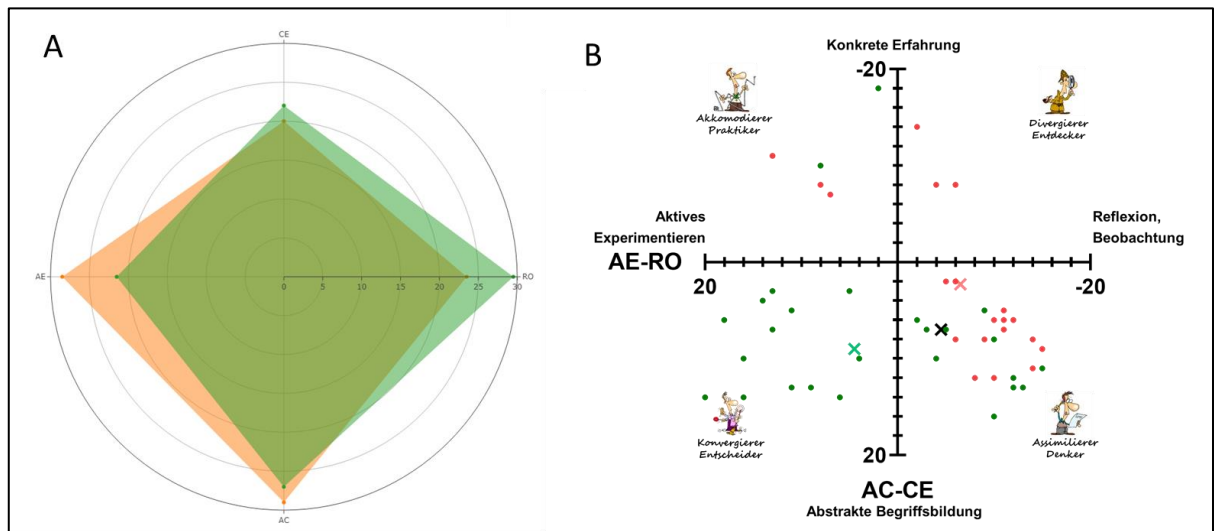 A
CE
AE
RO
0 5 10 15 20 25 30
AC
B
Konkrete Erfahrung
-20
Akkomodierer
Praktiker
Divergierer
Entdecker
Aktives
Experimentieren
AE-RO
20
Reflexion,
Beobachtung
-20
Konvergierer
Entscheider
Assimilierer
Denker
20
AC-CE
Abstrakte Begriffsbildung